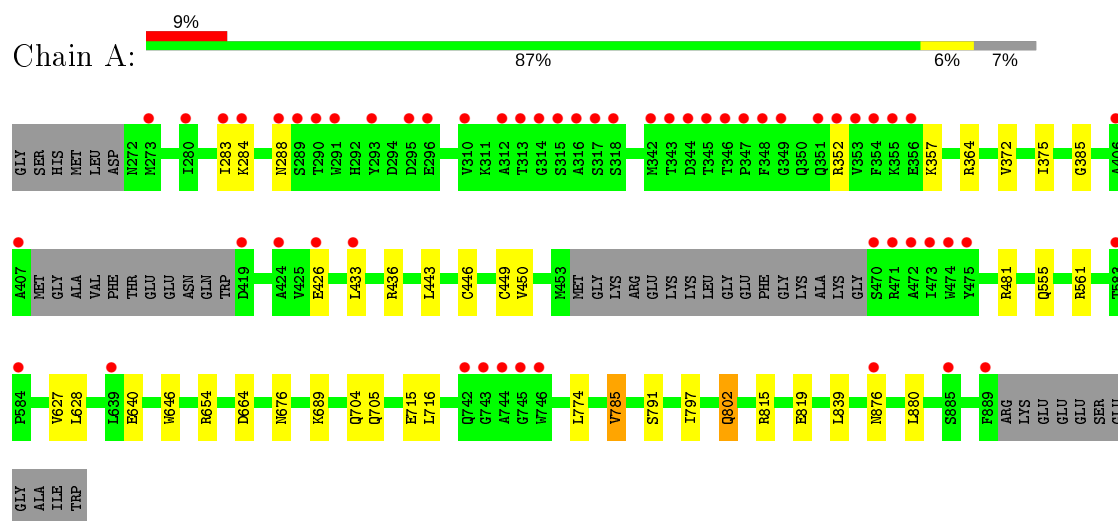 9%
Chain A:
87% 6% 7%
GLY SER HIS MET LEU ASP N272 M273 I280 I283 K284 N288 S289 T290 W291 H292 Y293 D294 D295 E296 V310 K311 A312 T313 G314 S315 A316 S317 S318 M342 T343 D344 T345 T346 P347 F348 G349 Q350 Q351 R352 V353 F354 K355 E356 K357 R364 V372 I375 G385 A406
A407 MET GLY ALA VAL PHE THR GLU GLU ASN GLN TRP D419 A424 V425 E426 L433 R436 L443 C446 C449 V450 M453 MET GLY LYS ARG GLU LYS LYS LEU GLY GLU PHE GLY LYS ALA LYS GLY S470 R471 A472 I473 W474 Y475 R481 Q555 R561 T583
P584 V627 L628 L639 E640 W646 R654 D664 N676 K689 Q704 Q705 E715 L716 Q742 G743 A744 G745 W746 L774 V785 S791 I797 Q802 R815 E819 L839 N876 L880 S885 F889 ARG LYS GLU GLU GLU SER GLU
GLY ALA ILE TRP